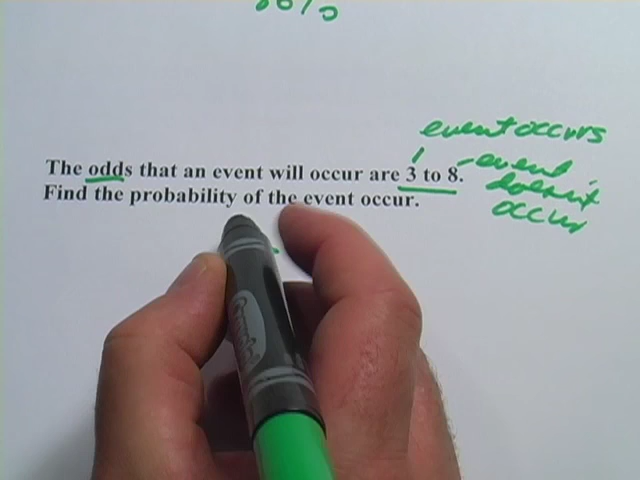 event occurs
The odds that an event will occur are 3 to 8.
- event
doesn't
Find the probability of the event occur.
occur
Crayola